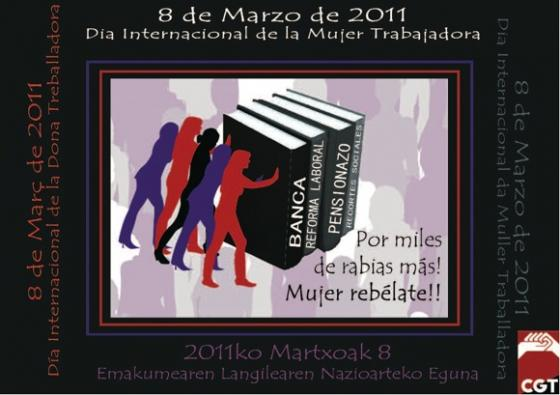 8 de Marzo de 2011
Dia Internacional de la Mujer Trabajadora
8 de Març de 2011
Día Internacional de la Dona Treballadora
BANCA
REFORMA LABORAL
PENSIONAZO
RECORTES SOCIALES
Por miles
de rabias más!
Mujer rebélate!!
8 de Marzo de 2011
Dia Internacional da Muller Traballadora
2011ko Martxoak 8
Emakumearen Langilearen Nazioarteko Eguna
CGT